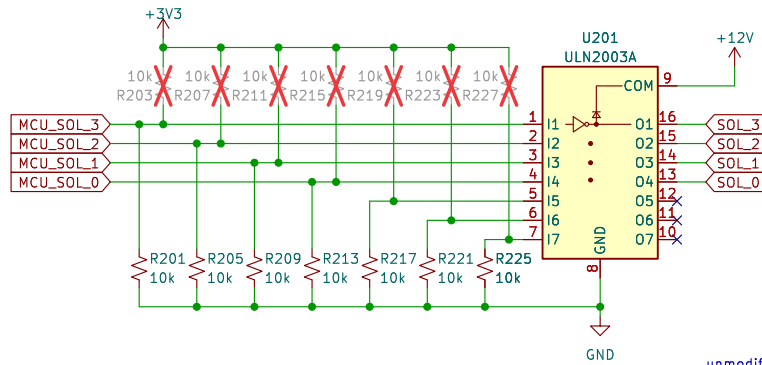 +3V3
U201
ULN2003A
+12V
10k 10k 10k 10k 10k 10k 10k
R203 R207 R211 R215 R219 R223 R227
COM 9
MCU_SOL_3 1 I1 O1 16 SOL_3
MCU_SOL_2 2 I2 O2 15 SOL_2
MCU_SOL_1 3 I3 O3 14 SOL_1
MCU_SOL_0 4 I4 O4 13 SOL_0
5 I5 O5 12
6 I6 O6 11
7 I7 O7 10
GND
8
R201 R205 R209 R213 R217 R221 R225
10k 10k 10k 10k 10k 10k 10k
GND